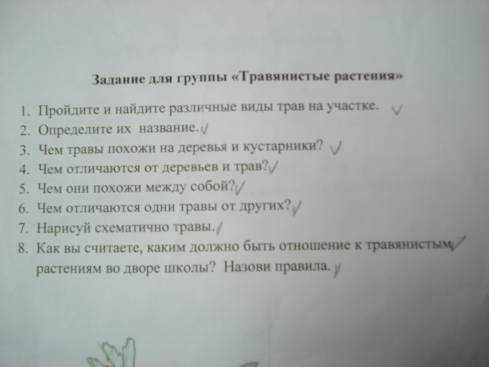 Задание для группы «Травянистые растения»
1. Пройдите и найдите различные виды трав на участке.
2. Определите их название.
3. Чем травы похожи на деревья и кустарники?
4. Чем отличаются от деревьев и трав?
5. Чем они похожи между собой?
6. Чем отличаются одни травы от других?
7. Нарисуй схематично травы.
8. Как вы считаете, каким должно быть отношение к травянистым
растениям во дворе школы? Назови правила.